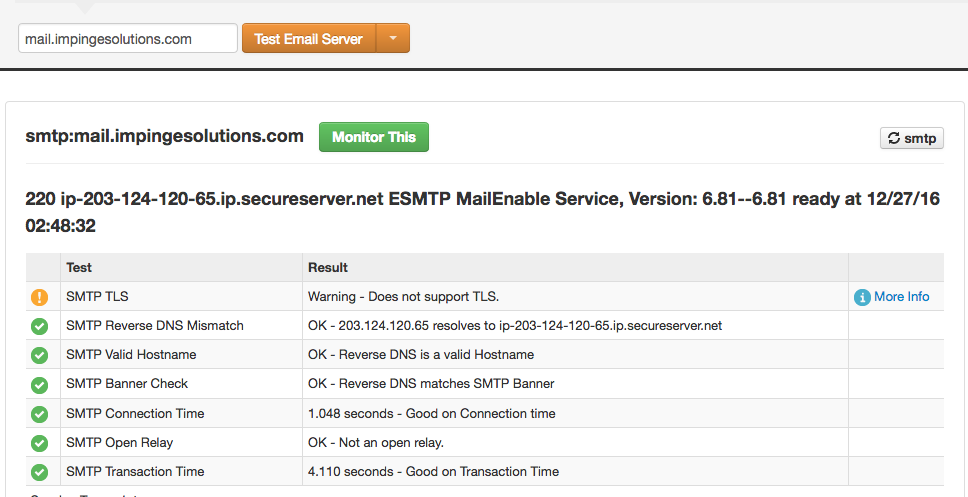 mail.impingesolutions.com Test Email Server
smtp:mail.impingesolutions.com Monitor This smtp
220 ip-203-124-120-65.ip.secureserver.net ESMTP MailEnable Service, Version: 6.81--6.81 ready at 12/27/16
02:48:32
Test Result
SMTP TLS Warning - Does not support TLS. More Info
SMTP Reverse DNS Mismatch OK - 203.124.120.65 resolves to ip-203-124-120-65.ip.secureserver.net
SMTP Valid Hostname OK - Reverse DNS is a valid Hostname
SMTP Banner Check OK - Reverse DNS matches SMTP Banner
SMTP Connection Time 1.048 seconds - Good on Connection time
SMTP Open Relay OK - Not an open relay.
SMTP Transaction Time 4.110 seconds - Good on Transaction Time